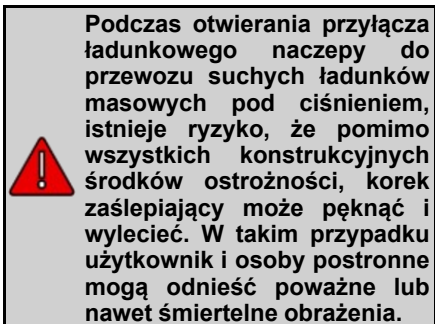 Podczas otwierania przyłącza
ładunkowego naczepy do
przewozu suchych ładunków
masowych pod ciśnieniem,
istnieje ryzyko, że pomimo
wszystkich konstrukcyjnych
środków ostrożności, korek
zaślepiający może pęknąć i
wylecieć. W takim przypadku
użytkownik i osoby postronne
mogą odnieść poważne lub
nawet śmiertelne obrażenia.